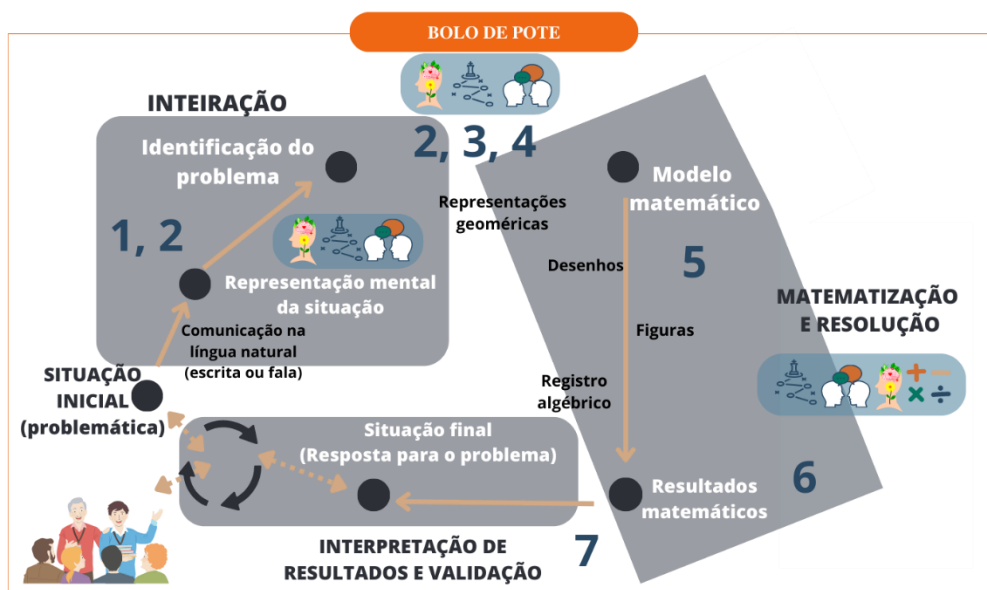 BOLO DE POTE
INTEIRAÇÃO
Identificação do
problema
1, 2
Representação mental
da situação
Comunicação na
língua natural
(escrita ou fala)
SITUAÇÃO
INICIAL
(problemática)
2, 3, 4
Representações
geoméricas
Desenhos
Figuras
Registro
algébrico
Modelo
matemático
5
MATEMATIZAÇÃO
E RESOLUÇÃO
6
Resultados
matemáticos
Situação final
(Resposta para o problema)
7
INTERPRETAÇÃO DE
RESULTADOS E VALIDAÇÃO